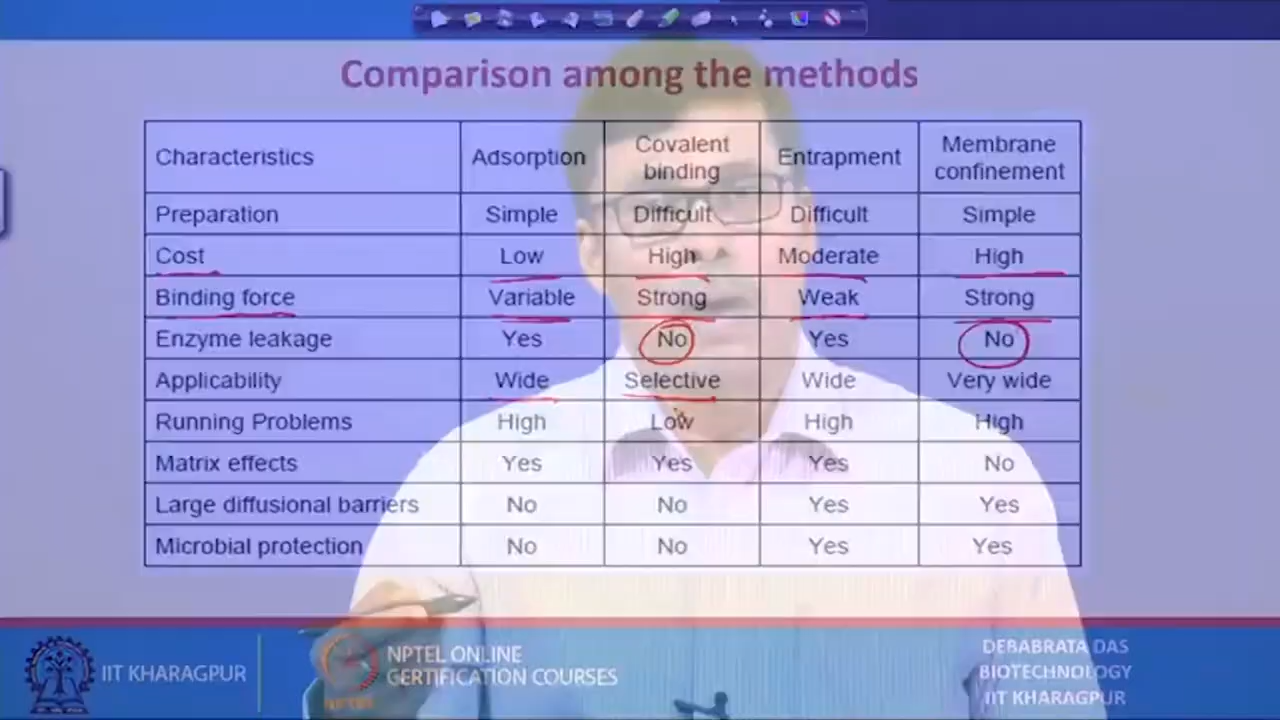 Comparison among the methods
Characteristics Adsorption Covalent binding Entrapment Membrane confinement
Preparation Simple Difficult Difficult Simple
Cost Low High Moderate High
Binding force Variable Strong Weak Strong
Enzyme leakage Yes No Yes No
Applicability Wide Selective Wide Very wide
Running Problems High Low High High
Matrix effects Yes Yes Yes No
Large diffusional barriers No No Yes Yes
Microbial protection No No Yes Yes
IIT KHARAGPUR
NPTEL ONLINE
CERTIFICATION COURSES
DEBABRATA DAS
BIOTECHNOLOGY
IIT KHARAGPUR